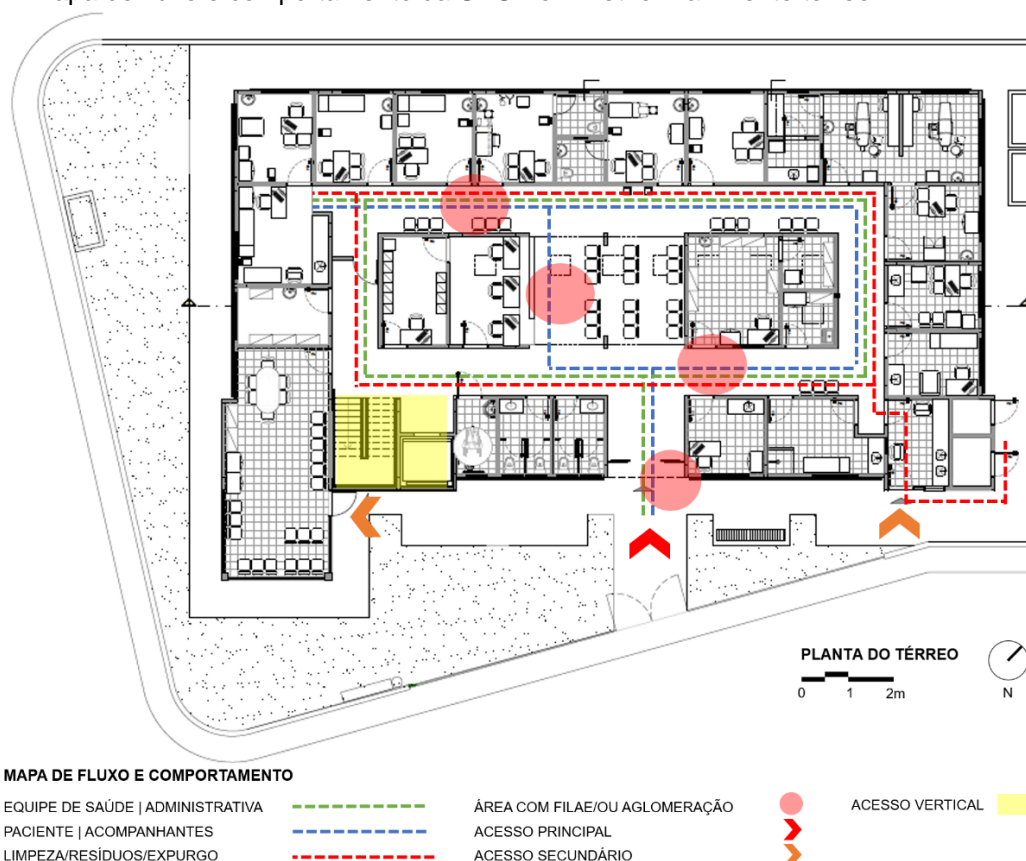 PLANTA DO TÉRREO
0 1 2m
N
MAPA DE FLUXO E COMPORTAMENTO
EQUIPE DE SAÚDE | ADMINISTRATIVA
PACIENTE | ACOMPANHANTES
LIMPEZA/RESÍDUOS/EXPURGO
ÁREA COM FILAE/OU AGLOMERAÇÃO
ACESSO PRINCIPAL
ACESSO SECUNDÁRIO
ACESSO VERTICAL